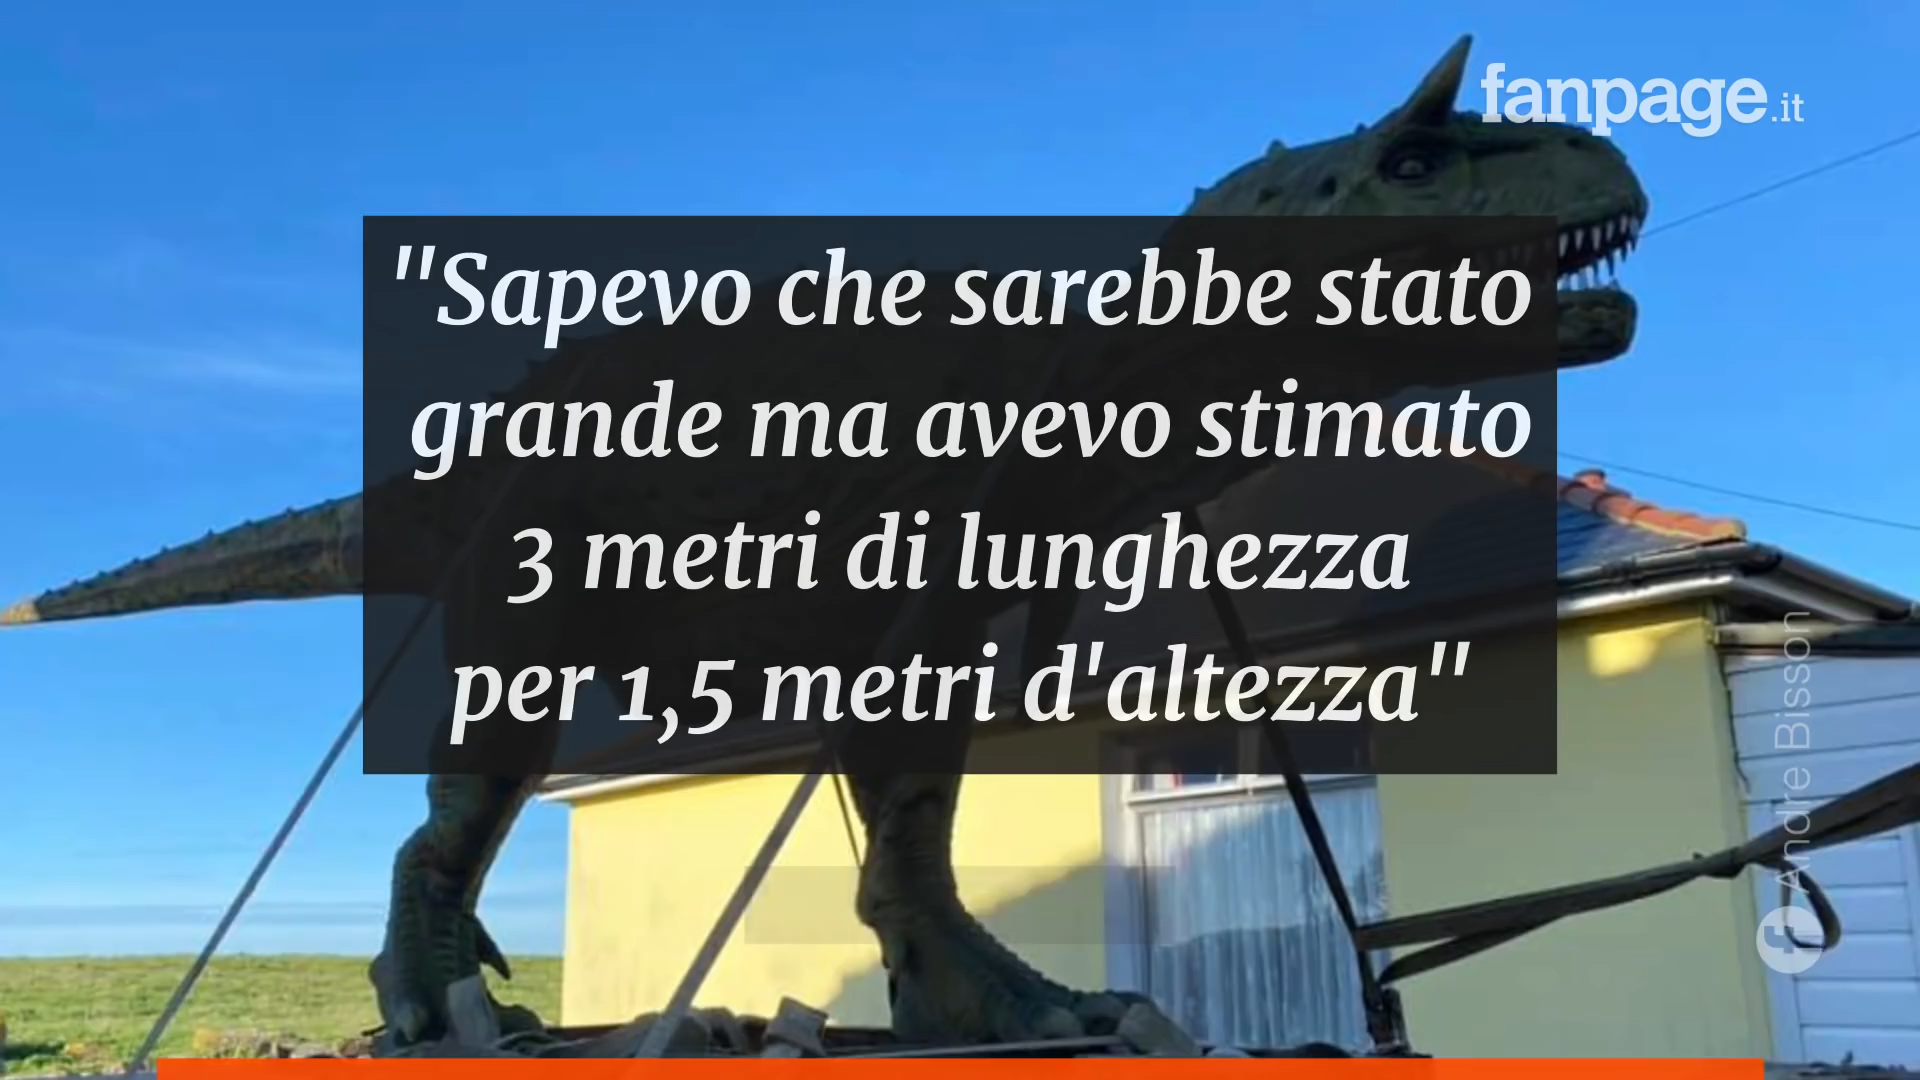 fanpage.it
"Sapevo che sarebbe stato
grande ma avevo stimato
3 metri di lunghezza
per 1,5 metri d'altezza"
Andre Bisson